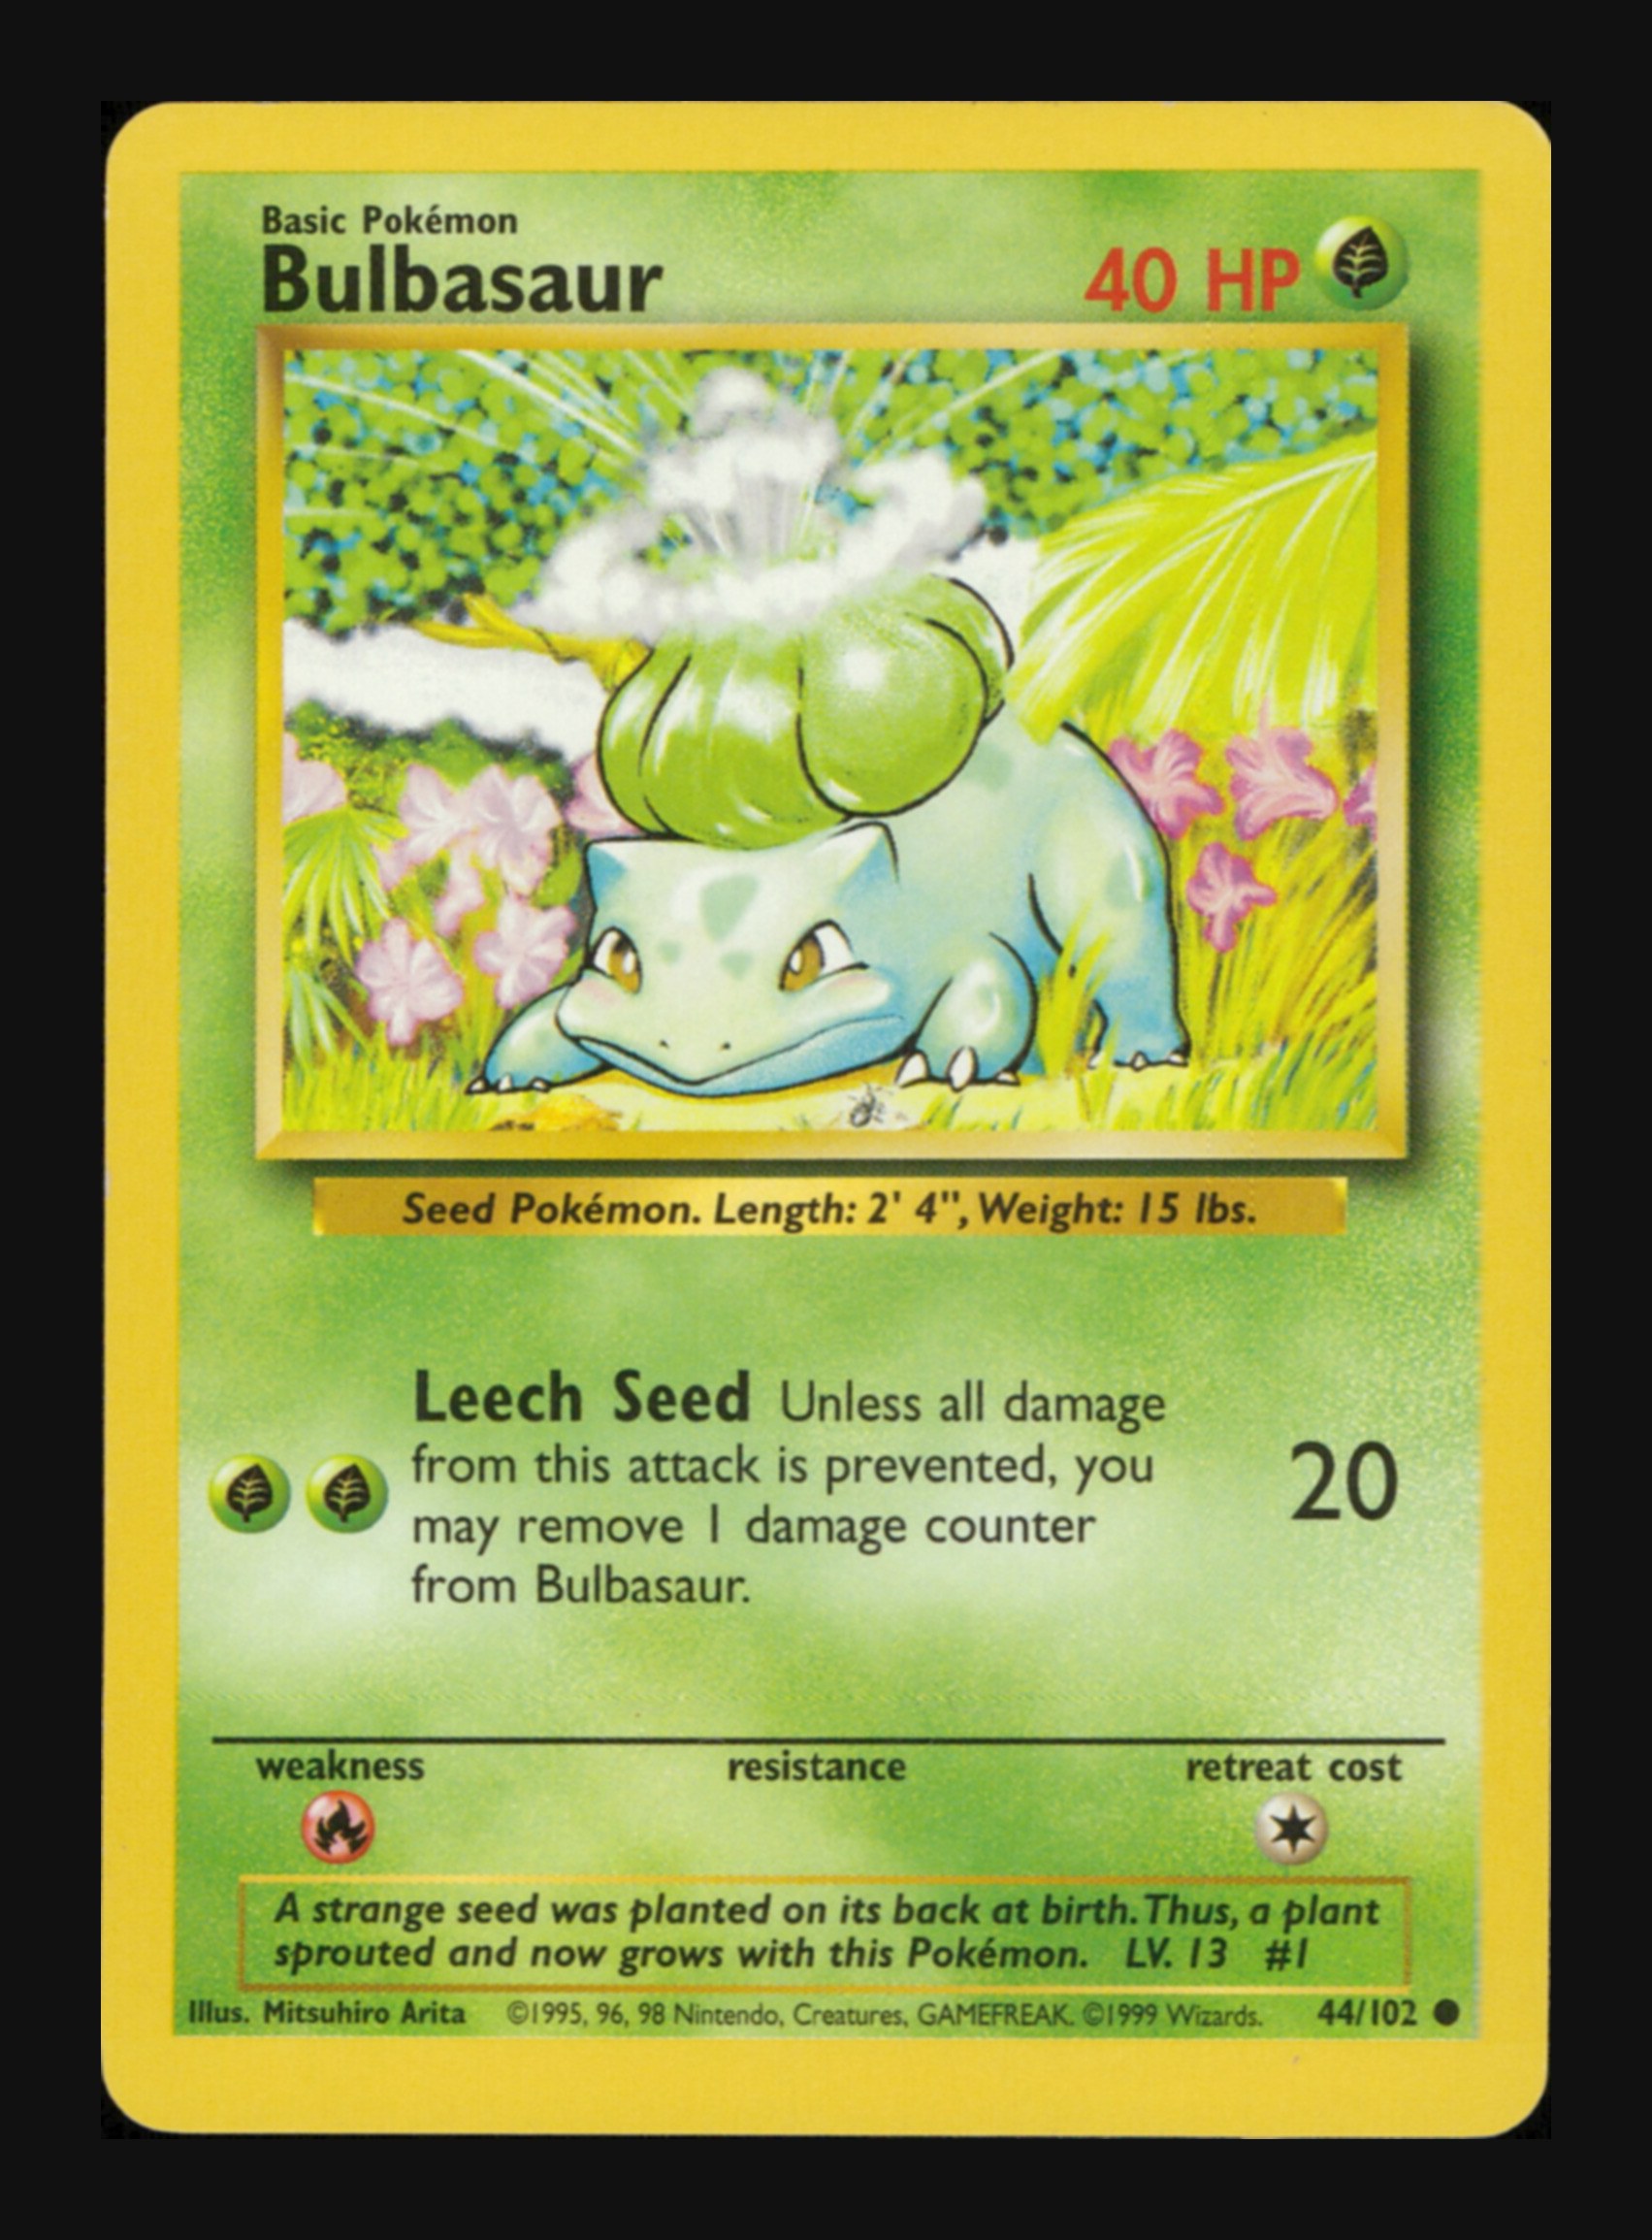 Basic Pokémon
Bulbasaur
40 HP
Seed Pokémon. Length: 2' 4", Weight: 15 lbs.
Leech Seed Unless all damage
from this attack is prevented, you
may remove 1 damage counter
from Bulbasaur.
20
weakness resistance retreat cost
A strange seed was planted on its back at birth. Thus, a plant
sprouted and now grows with this Pokémon. LV. 13 #1
Illus. Mitsuhiro Arita ©1995, 96, 98 Nintendo, Creatures, GAMEFREAK. ©1999 Wizards. 44/102